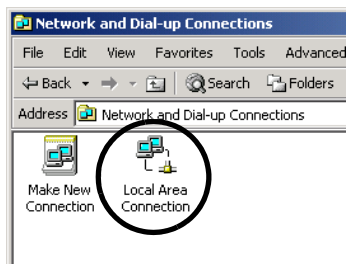 Network and Dial-up Connections
File Edit View Favorites Tools Advanced
Back Search Folders
Address Network and Dial-up Connections
Make New Connection
Local Area Connection